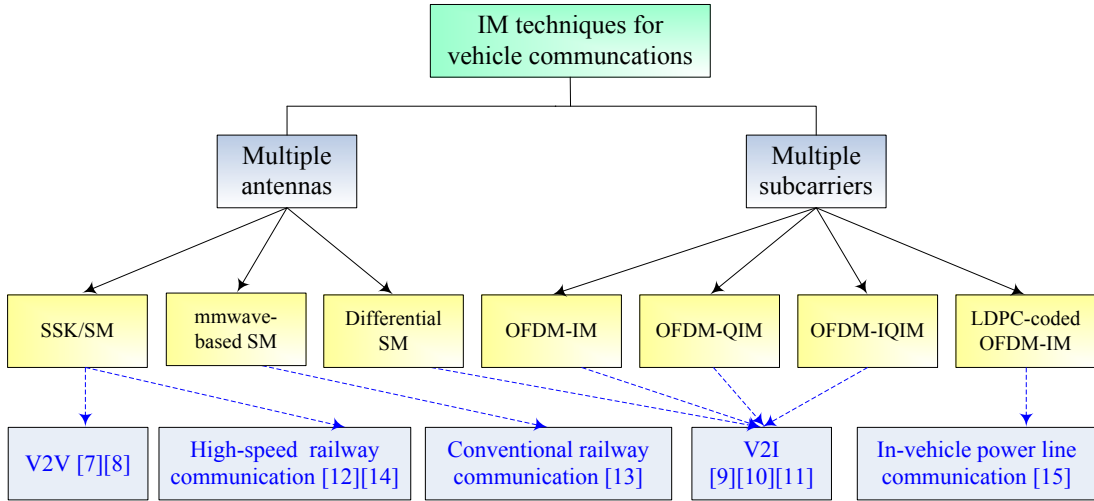 IM techniques for
vehicle communcations
Multiple
antennas
Multiple
subcarriers
SSK/SM
mmwave-
based SM
Differential
SM
OFDM-IM
OFDM-QIM
OFDM-IQIM
LDPC-coded
OFDM-IM
V2V [7][8]
High-speed railway
communication [12][14]
Conventional railway
communication [13]
V2I
[9][10][11]
In-vehicle power line
communication [15]